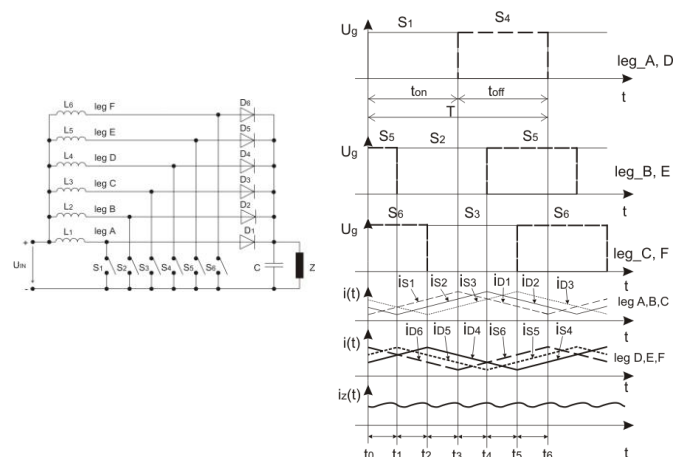 L6 leg F D6
L5 leg E D5
L4 leg D D4
L3 leg C D3
L2 leg B D2
L1 leg A D1
+
UIN
-
S1 S2 S3 S4 S5 S6
C
Z
Ug S1 S4 leg_A, D
t
ton toff
T
Ug S5 S2 S5 leg_B, E
t
Ug S6 S3 S6 leg_C, F
t
i(t) iS1 iS2 iS3 iD1 iD2 iD3 leg A,B,C
t
i(t) iD6 iD5 iD4 iS6 iS5 iS4 leg D,E,F
t
iz(t)
t0 t1 t2 t3 t4 t5 t6 t